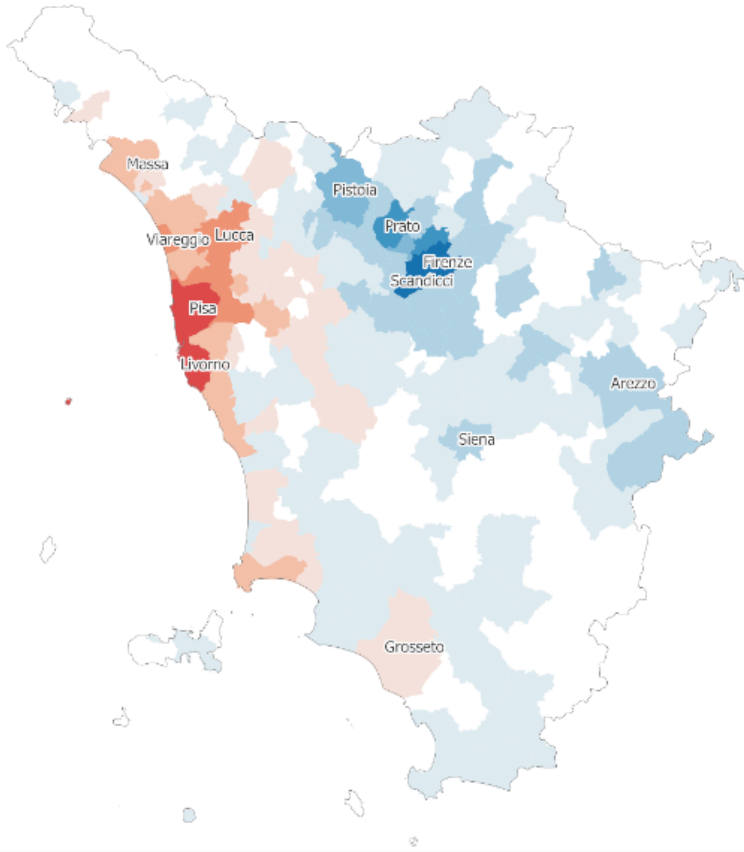 Massa
Pistoia
Prato
Viareggio
Lucca
Firenze
Scandicci
Pisa
Livorno
Arezzo
Siena
Grosseto